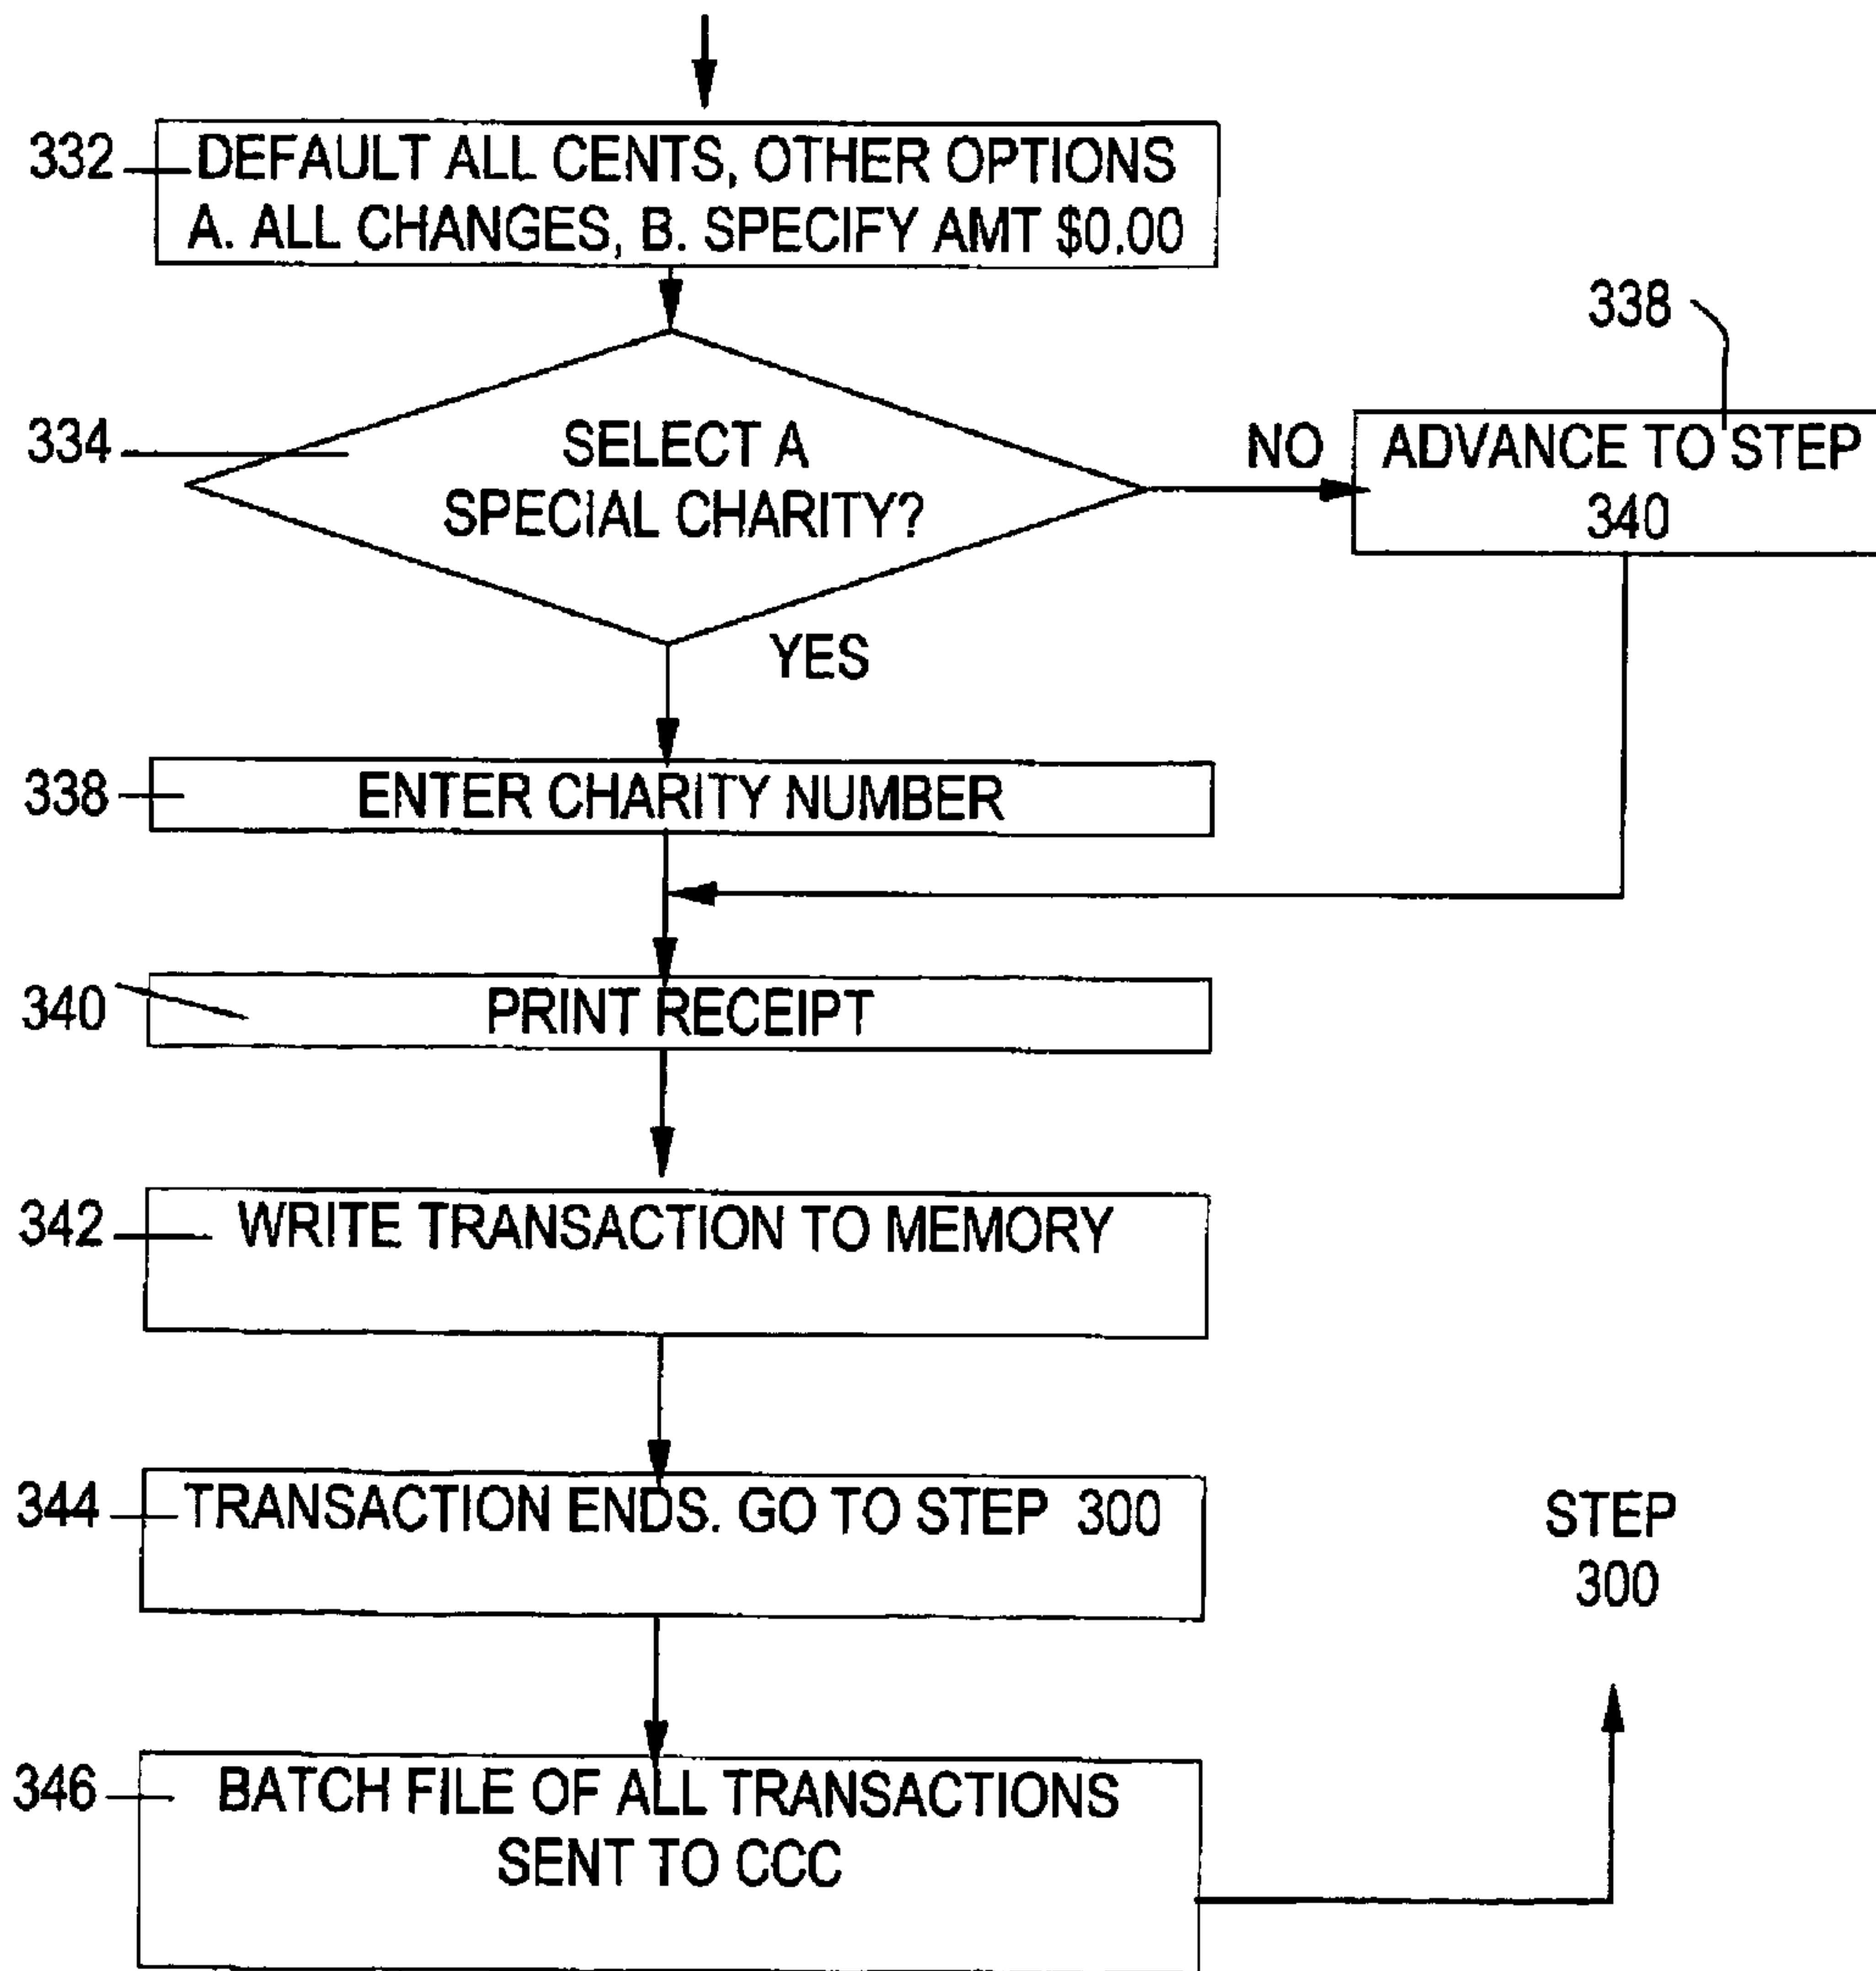 332
DEFAULT ALL CENTS, OTHER OPTIONS
A. ALL CHANGES, B. SPECIFY AMT $0.00
338
334
SELECT A
SPECIAL CHARITY?
NO
ADVANCE TO STEP
340
YES
338
ENTER CHARITY NUMBER
340
PRINT RECEIPT
342
WRITE TRANSACTION TO MEMORY
344
TRANSACTION ENDS. GO TO STEP 300
STEP
300
346
BATCH FILE OF ALL TRANSACTIONS
SENT TO CCC